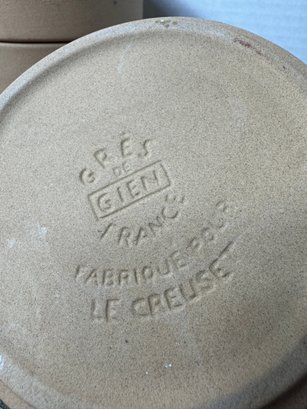 GRÈS
DE
GIEN
FRANCE
FABRIQUE POUR
LE CREUSET